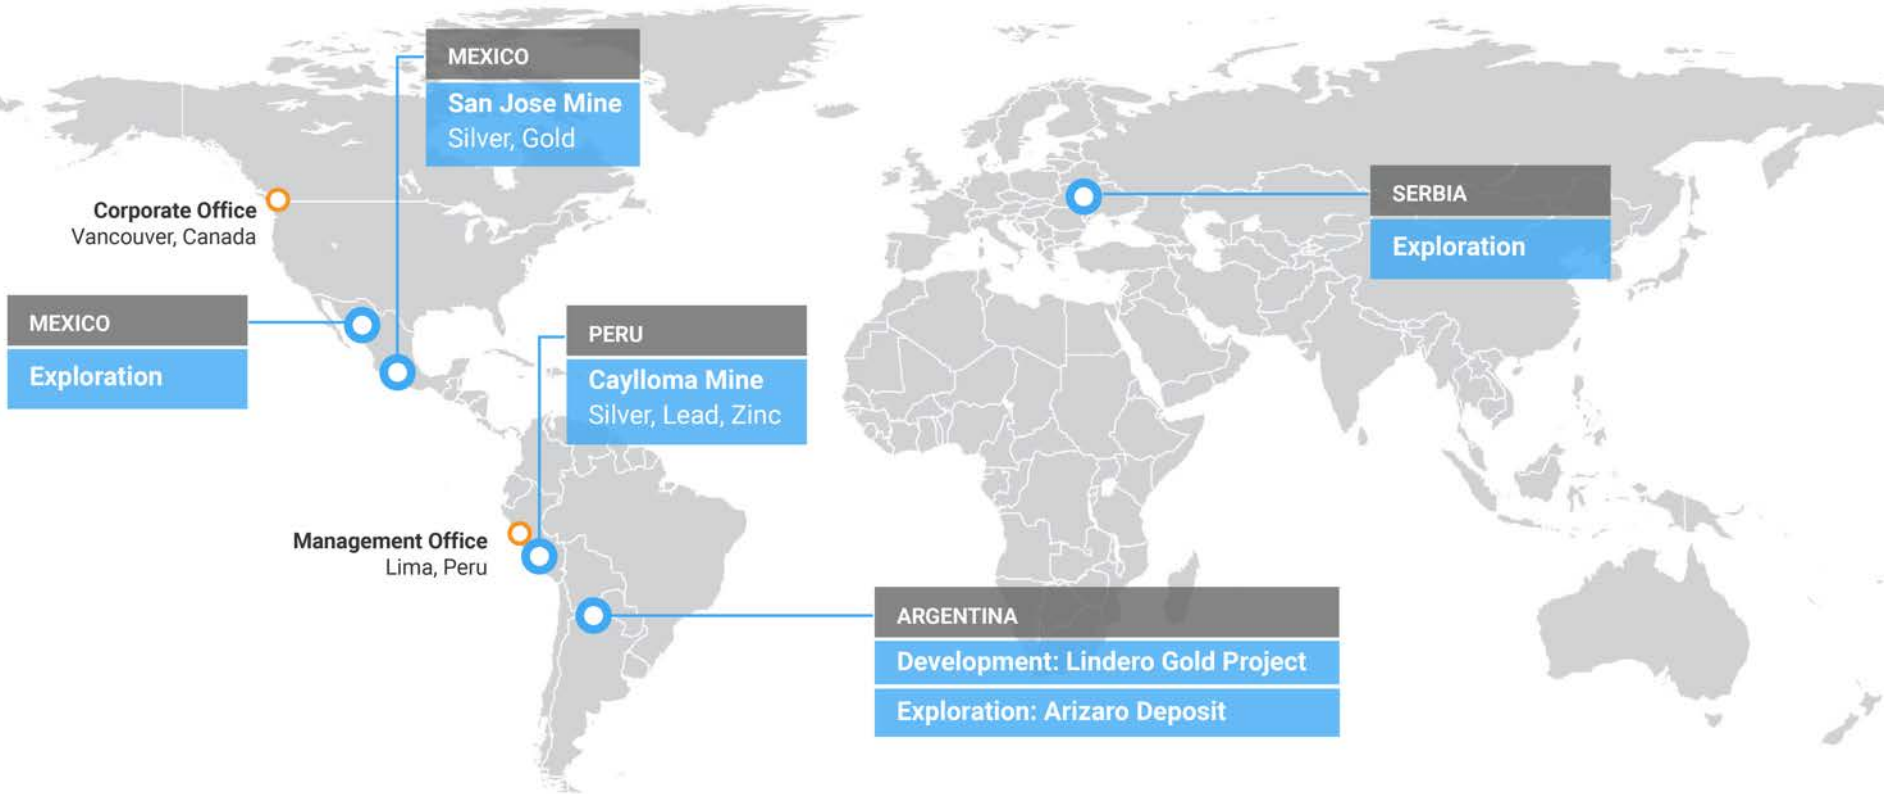 MEXICO
San Jose Mine
Silver, Gold
SERBIA
Exploration
Corporate Office
Vancouver, Canada
MEXICO
Exploration
PERU
Caylloma Mine
Silver, Lead, Zinc
Management Office
Lima, Peru
ARGENTINA
Development: Lindero Gold Project
Exploration: Arizaro Deposit